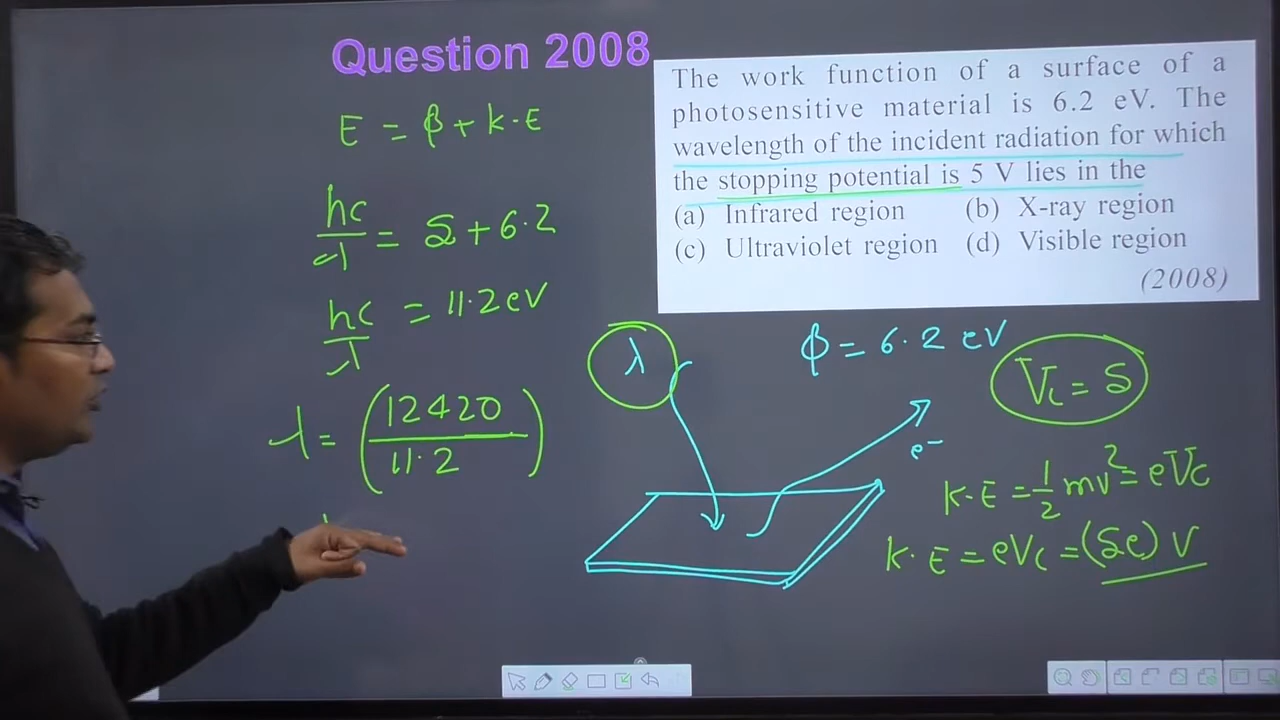 Question 2008
The work function of a surface of a
photosensitive material is 6.2 eV. The
wavelength of the incident radiation for which
the stopping potential is 5 V lies in the
(a) Infrared region (b) X-ray region
(c) Ultraviolet region (d) Visible region
(2008)
E = ϕ + K·E
hc/λ = 5 + 6.2
hc/λ = 11.2 eV
λ = (12420/11.2)
λ
ϕ = 6.2 eV
Vc = 5
e⁻
K·E = 1/2 mv² = eVc
K·E = eVc = (5e) V